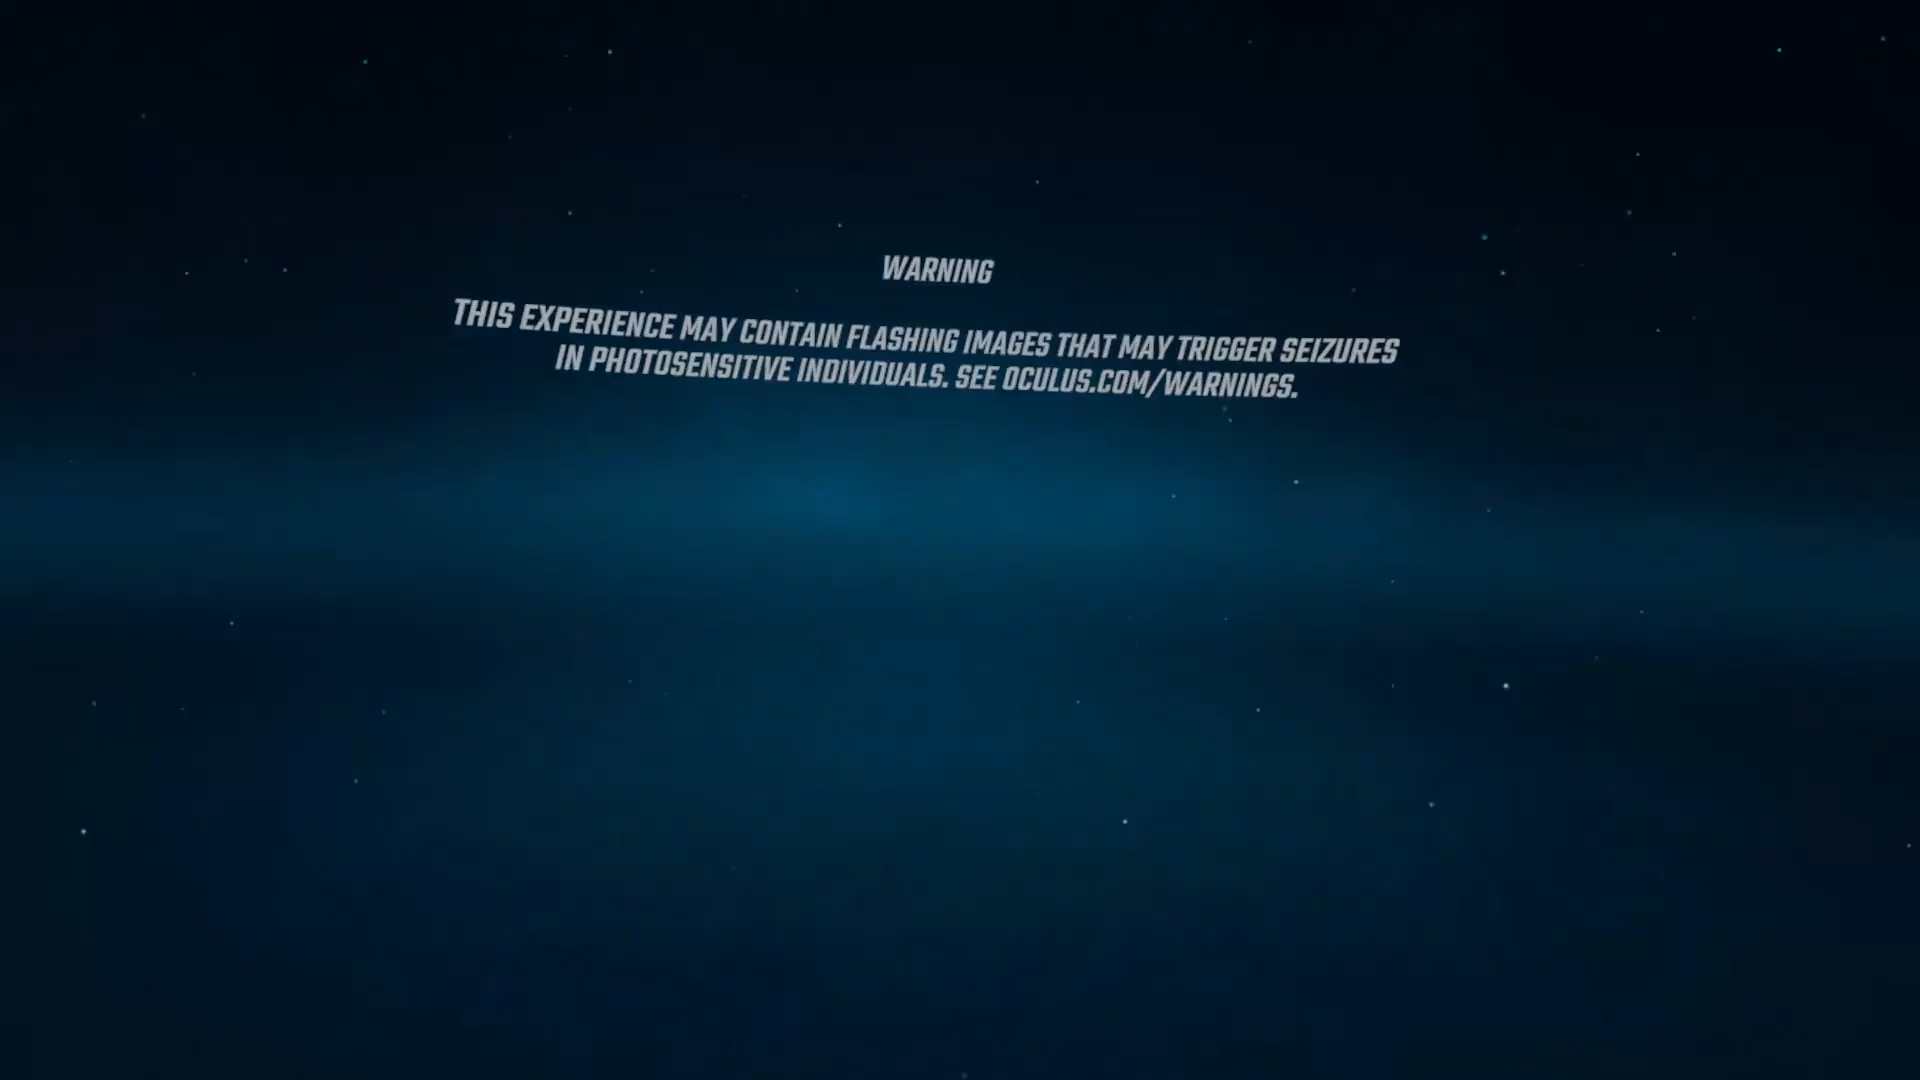 WARNING
THIS EXPERIENCE MAY CONTAIN FLASHING IMAGES THAT MAY TRIGGER SEIZURES
IN PHOTOSENSITIVE INDIVIDUALS. SEE OCULUS.COM/WARNINGS.